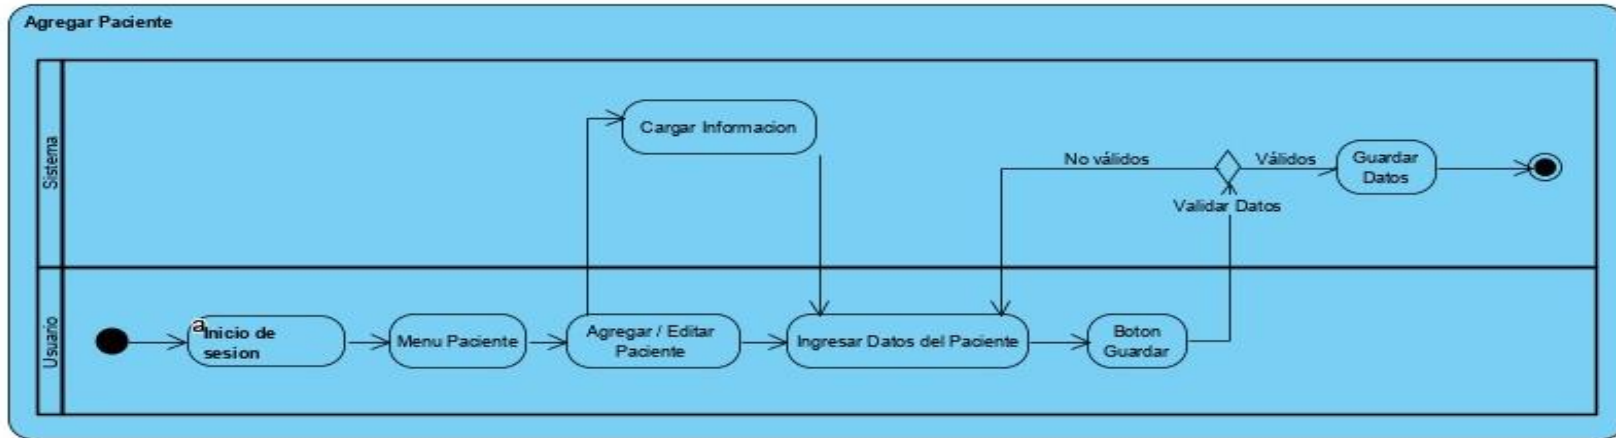 Agregar Paciente
Sistema
Cargar Informacion
No válidos
Válidos
Guardar
Datos
Validar Datos
Usuario
a
Inicio de
sesion
Menu Paciente
Agregar / Editar
Paciente
Ingresar Datos del Paciente
Boton
Guardar